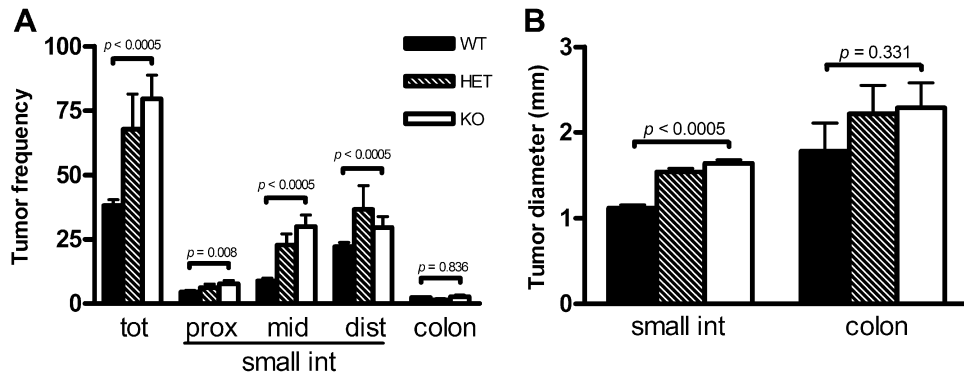 A
Tumor frequency
100
75
50
25
0
p < 0.0005
p = 0.008
p < 0.0005
p < 0.0005
p = 0.836
WT
HET
KO
tot prox mid dist colon
small int
B
Tumor diameter (mm)
3
2
1
0
p < 0.0005
p = 0.331
small int colon